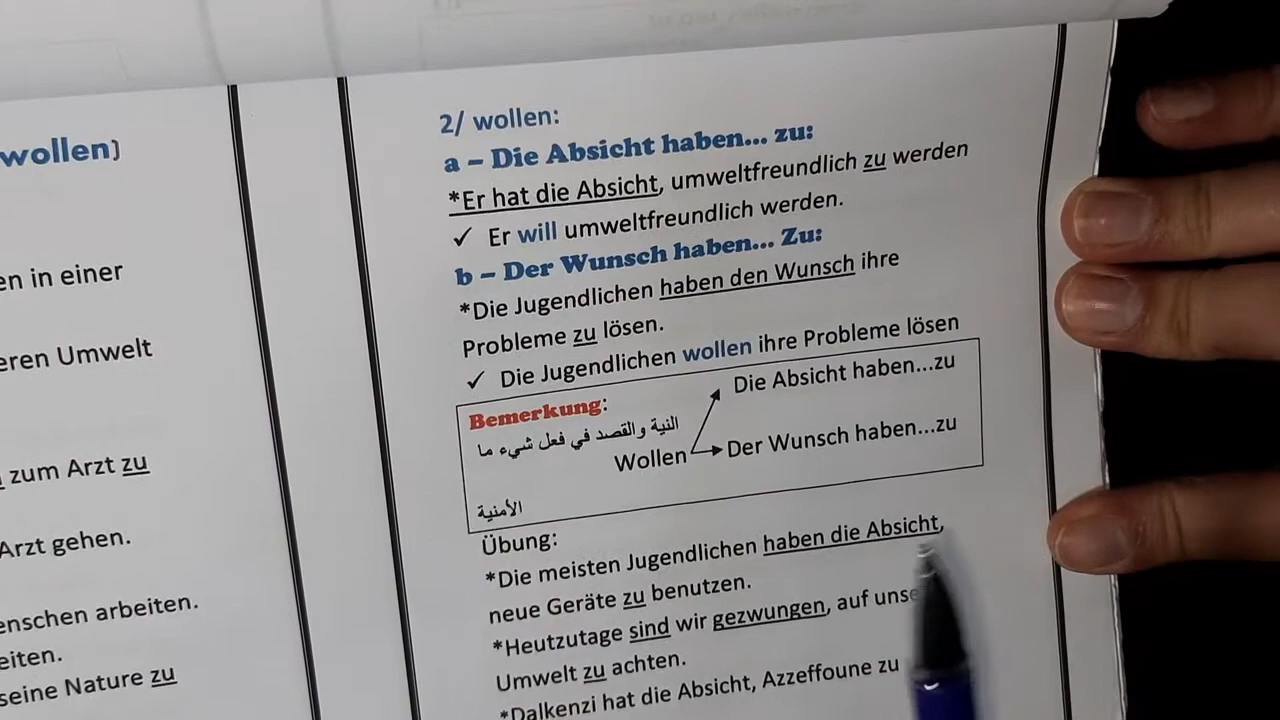 wollen)
en in einer
eren Umwelt
zum Arzt zu
Arzt gehen.
enschen arbeiten.
eiten.
seine Nature zu
2/ wollen:
a – Die Absicht haben... zu:
*Er hat die Absicht, umweltfreundlich zu werden
✓ Er will umweltfreundlich werden.
b – Der Wunsch haben... Zu:
*Die Jugendlichen haben den Wunsch ihre
Probleme zu lösen.
✓ Die Jugendlichen wollen ihre Probleme lösen
Bemerkung:
Die Absicht haben...zu
النية والقصد في فعل شيء ما
Wollen
Der Wunsch haben...zu
الأمنية
Übung:
*Die meisten Jugendlichen haben die Absicht,
neue Geräte zu benutzen.
*Heutzutage sind wir gezwungen, auf unse
Umwelt zu achten.
*Dalkenzi hat die Absicht, Azzeffoune zu